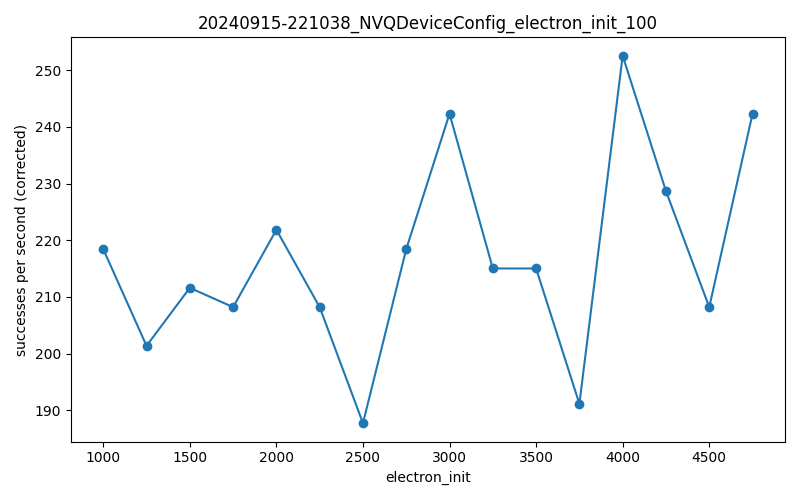 20240915-221038_NVQDeviceConfig_electron_init_100
successes per second (corrected)
250
240
230
220
210
200
190
1000 1500 2000 2500 3000 3500 4000 4500
electron_init